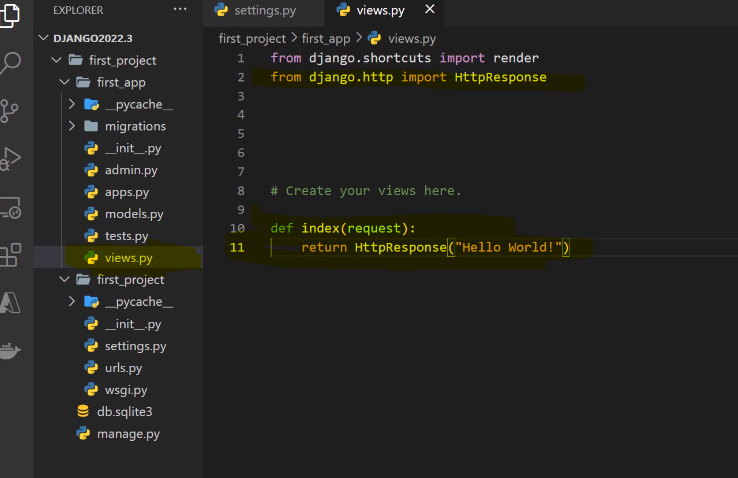 EXPLORER ···
DJANGO2022.3
first_project
first_app
__pycache__
migrations
__init__.py
admin.py
apps.py
models.py
tests.py
views.py
first_project
__pycache__
__init__.py
settings.py
urls.py
wsgi.py
db.sqlite3
manage.py
settings.py
views.py ×
first_project > first_app > views.py
1 from django.shortcuts import render
2 from django.http import HttpResponse
3
4
5
6
7
8 # Create your views here.
9
10 def index(request):
11 return HttpResponse("Hello World!")